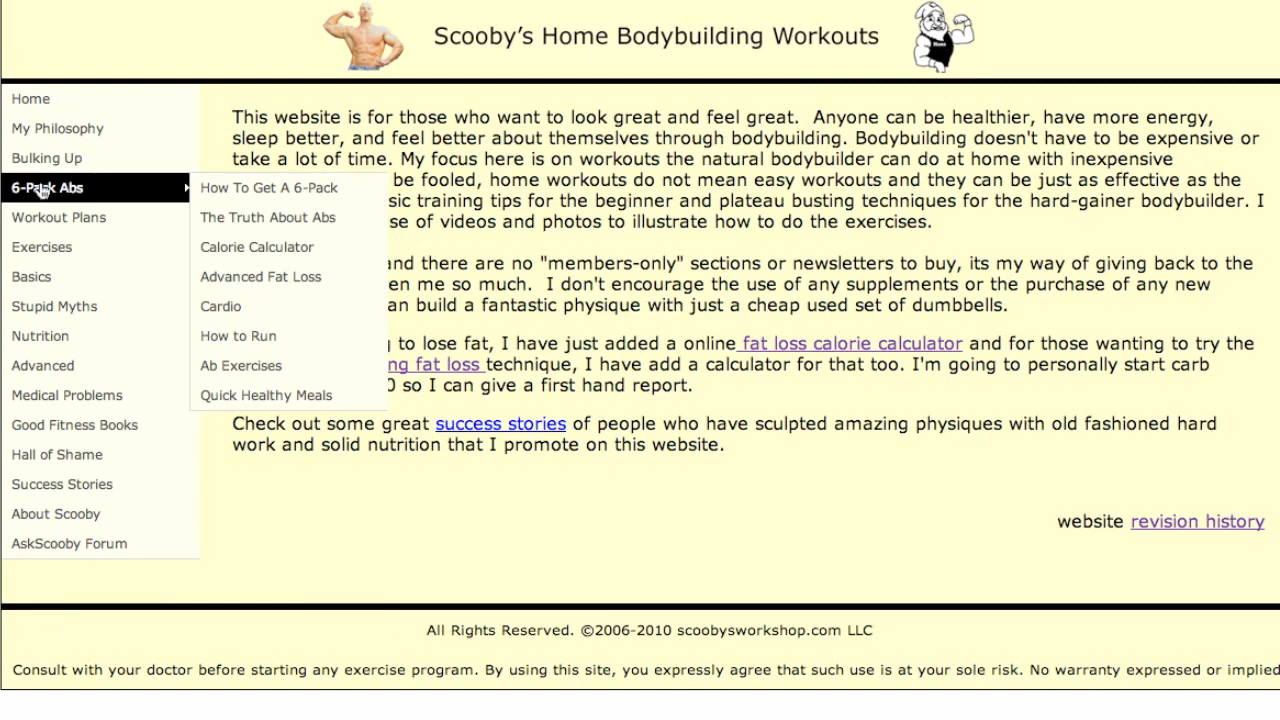 Scooby's Home Bodybuilding Workouts
Home
My Philosophy
Bulking Up
6-Pack Abs
Workout Plans
Exercises
Basics
Stupid Myths
Nutrition
Advanced
Medical Problems
Good Fitness Books
Hall of Shame
Success Stories
About Scooby
AskScooby Forum
How To Get A 6-Pack
The Truth About Abs
Calorie Calculator
Advanced Fat Loss
Cardio
How to Run
Ab Exercises
Quick Healthy Meals
This website is for those who want to look great and feel great. Anyone can be healthier, have more energy,
sleep better, and feel better about themselves through bodybuilding. Bodybuilding doesn't have to be expensive or
take a lot of time. My focus here is on workouts the natural bodybuilder can do at home with inexpensive
be fooled, home workouts do not mean easy workouts and they can be just as effective as the
training tips for the beginner and plateau busting techniques for the hard-gainer bodybuilder. I
of videos and photos to illustrate how to do the exercises.
and there are no "members-only" sections or newsletters to buy, its my way of giving back to the
me so much. I don't encourage the use of any supplements or the purchase of any new
build a fantastic physique with just a cheap used set of dumbbells.
to lose fat, I have just added a online fat loss calorie calculator and for those wanting to try the
fat loss technique, I have add a calculator for that too. I'm going to personally start carb
so I can give a first hand report.
Check out some great success stories of people who have sculpted amazing physiques with old fashioned hard
work and solid nutrition that I promote on this website.
website revision history
All Rights Reserved. ©2006-2010 scoobysworkshop.com LLC
Consult with your doctor before starting any exercise program. By using this site, you expressly agree that such use is at your sole risk. No warranty expressed or implied